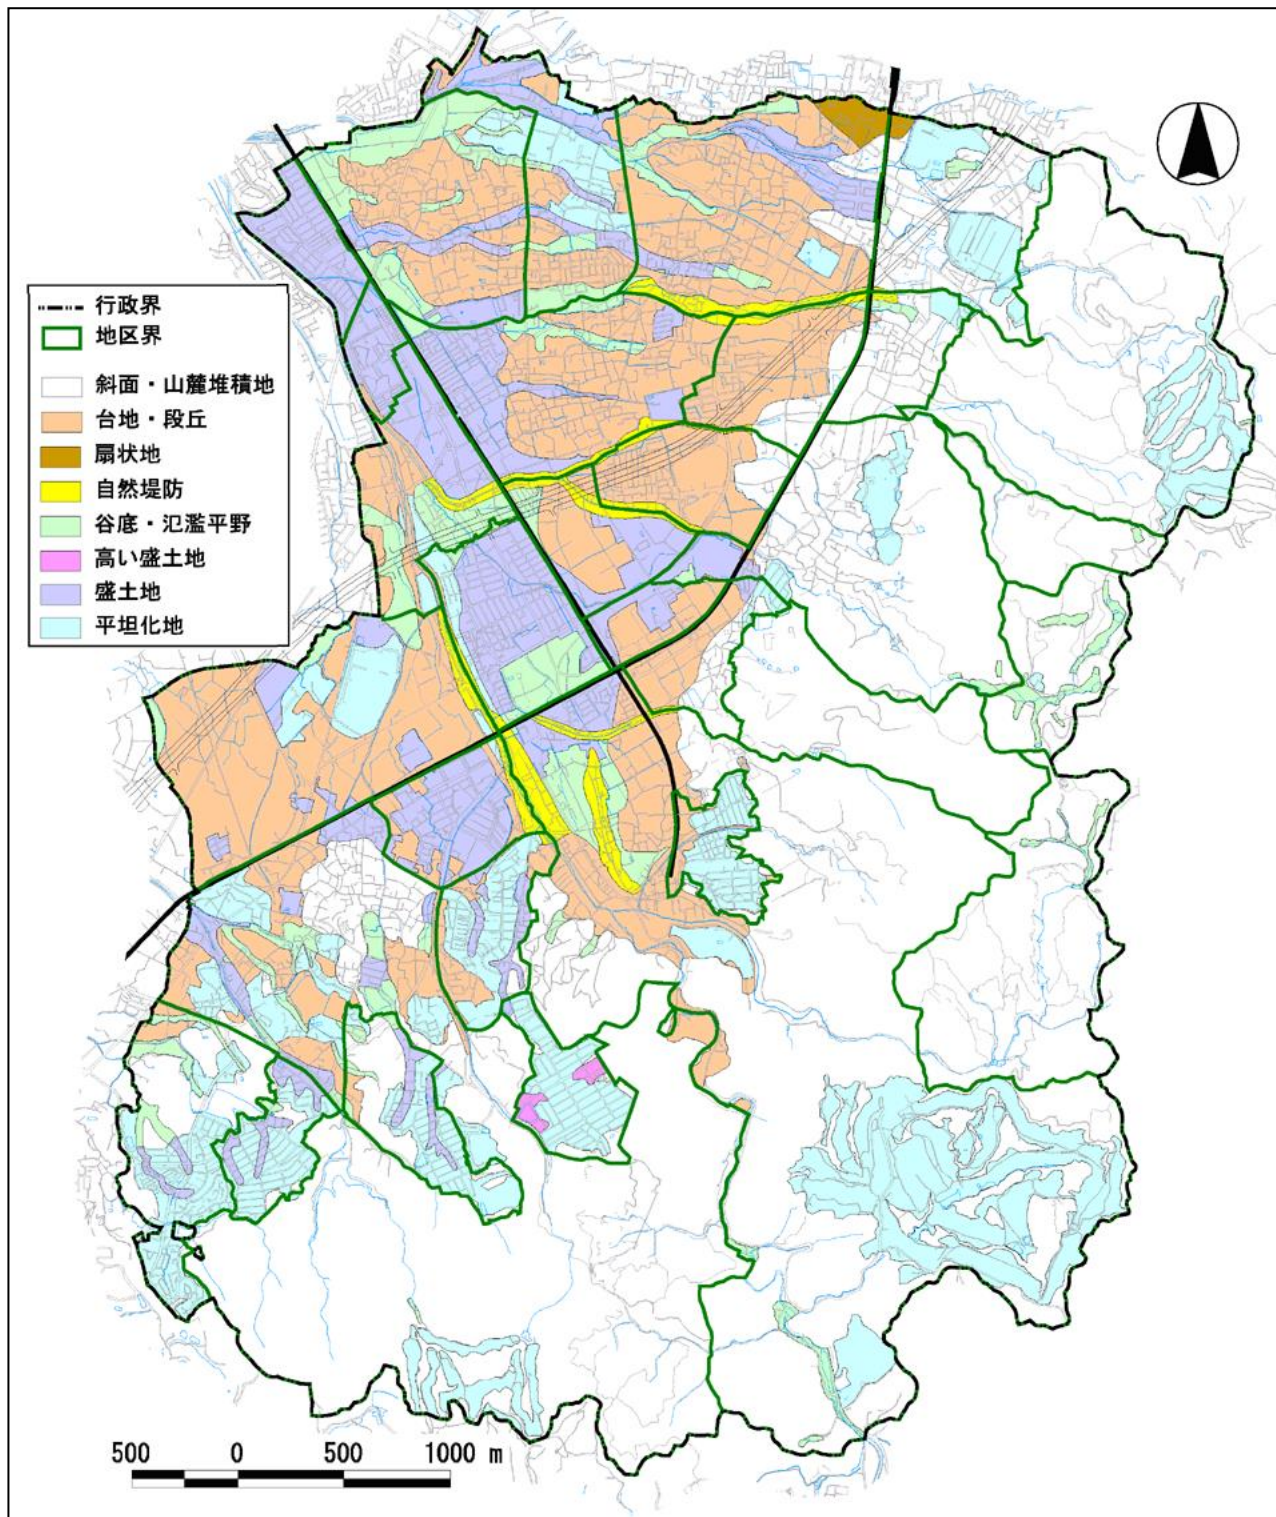 行政界
地区界
斜面・山麓堆積地
台地・段丘
扇状地
自然堤防
谷底・氾濫平野
高い盛土地
盛土地
平坦化地
500 0 500 1000 m